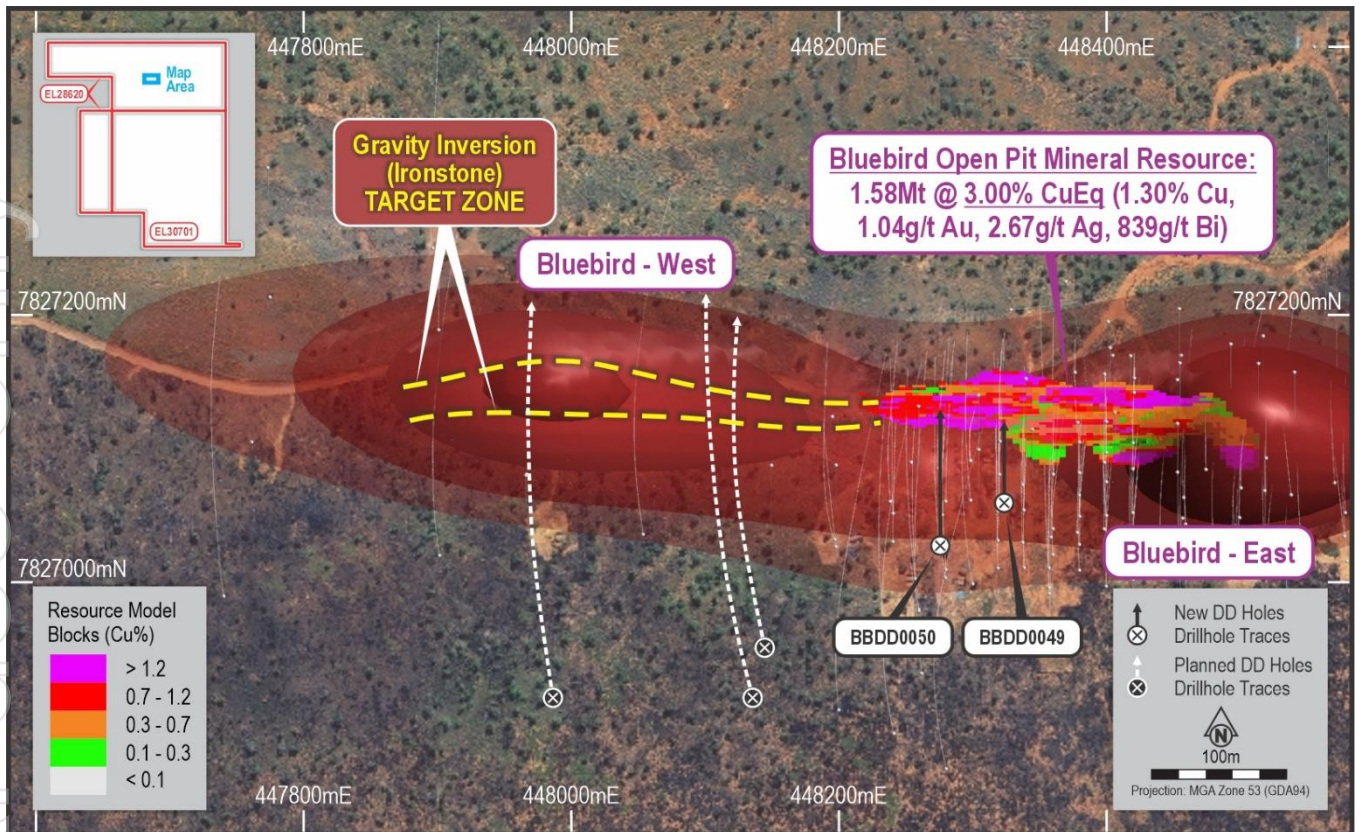 447800mE
448000mE
448200mE
448400mE
Map
Area
EL28620
EL30701
Gravity Inversion
(Ironstone)
TARGET ZONE
Bluebird Open Pit Mineral Resource:
1.58Mt @ 3.00% CuEq (1.30% Cu,
1.04g/t Au, 2.67g/t Ag, 839g/t Bi)
Bluebird - West
7827200mN
7827200mN
Bluebird - East
7827000mN
BBDD0050
BBDD0049
Resource Model
Blocks (Cu%)
> 1.2
0.7 - 1.2
0.3 - 0.7
0.1 - 0.3
< 0.1
New DD Holes
Drillhole Traces
Planned DD Holes
Drillhole Traces
N
100m
Projection: MGA Zone 53 (GDA94)
447800mE
448000mE
448200mE